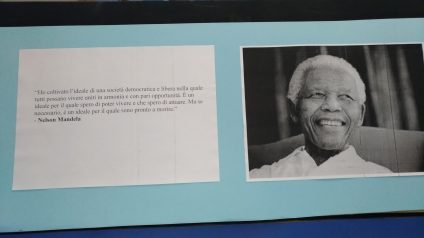 "Ho coltivato l'ideale di una società democratica e libera nella quale
tutti possano vivere uniti in armonia e con pari opportunità. È un
ideale per il quale spero di poter vivere e che spero di attuare. Ma se
necessario, è un ideale per il quale sono pronto a morire."
- Nelson Mandela